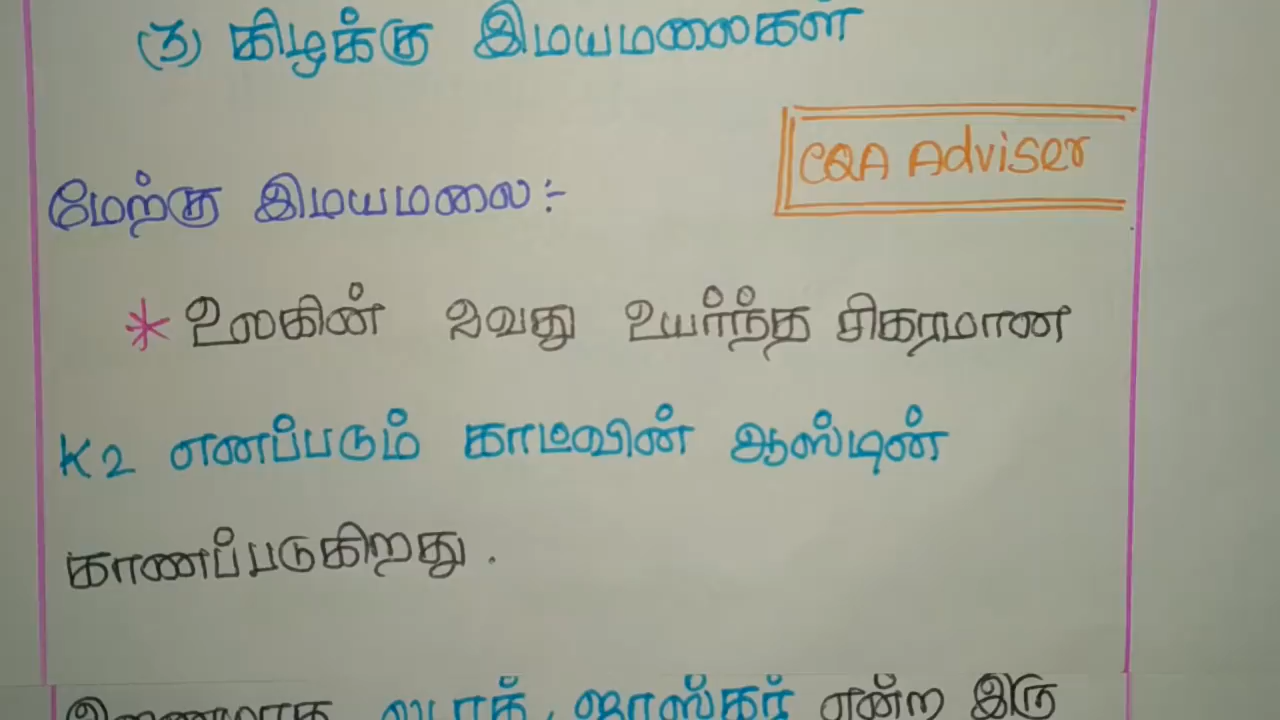 (3) கிழக்கு இமயமலைகள்
CQA Adviser
மேற்கு இமயமலை:-
* உலகின் 2வது உயர்ந்த சிகரமான
K2 எனப்படும் காட்வின் ஆஸ்டின்
காணப்படுகிறது.
லடாக், ஜாஸ்கர் என்ற இரு